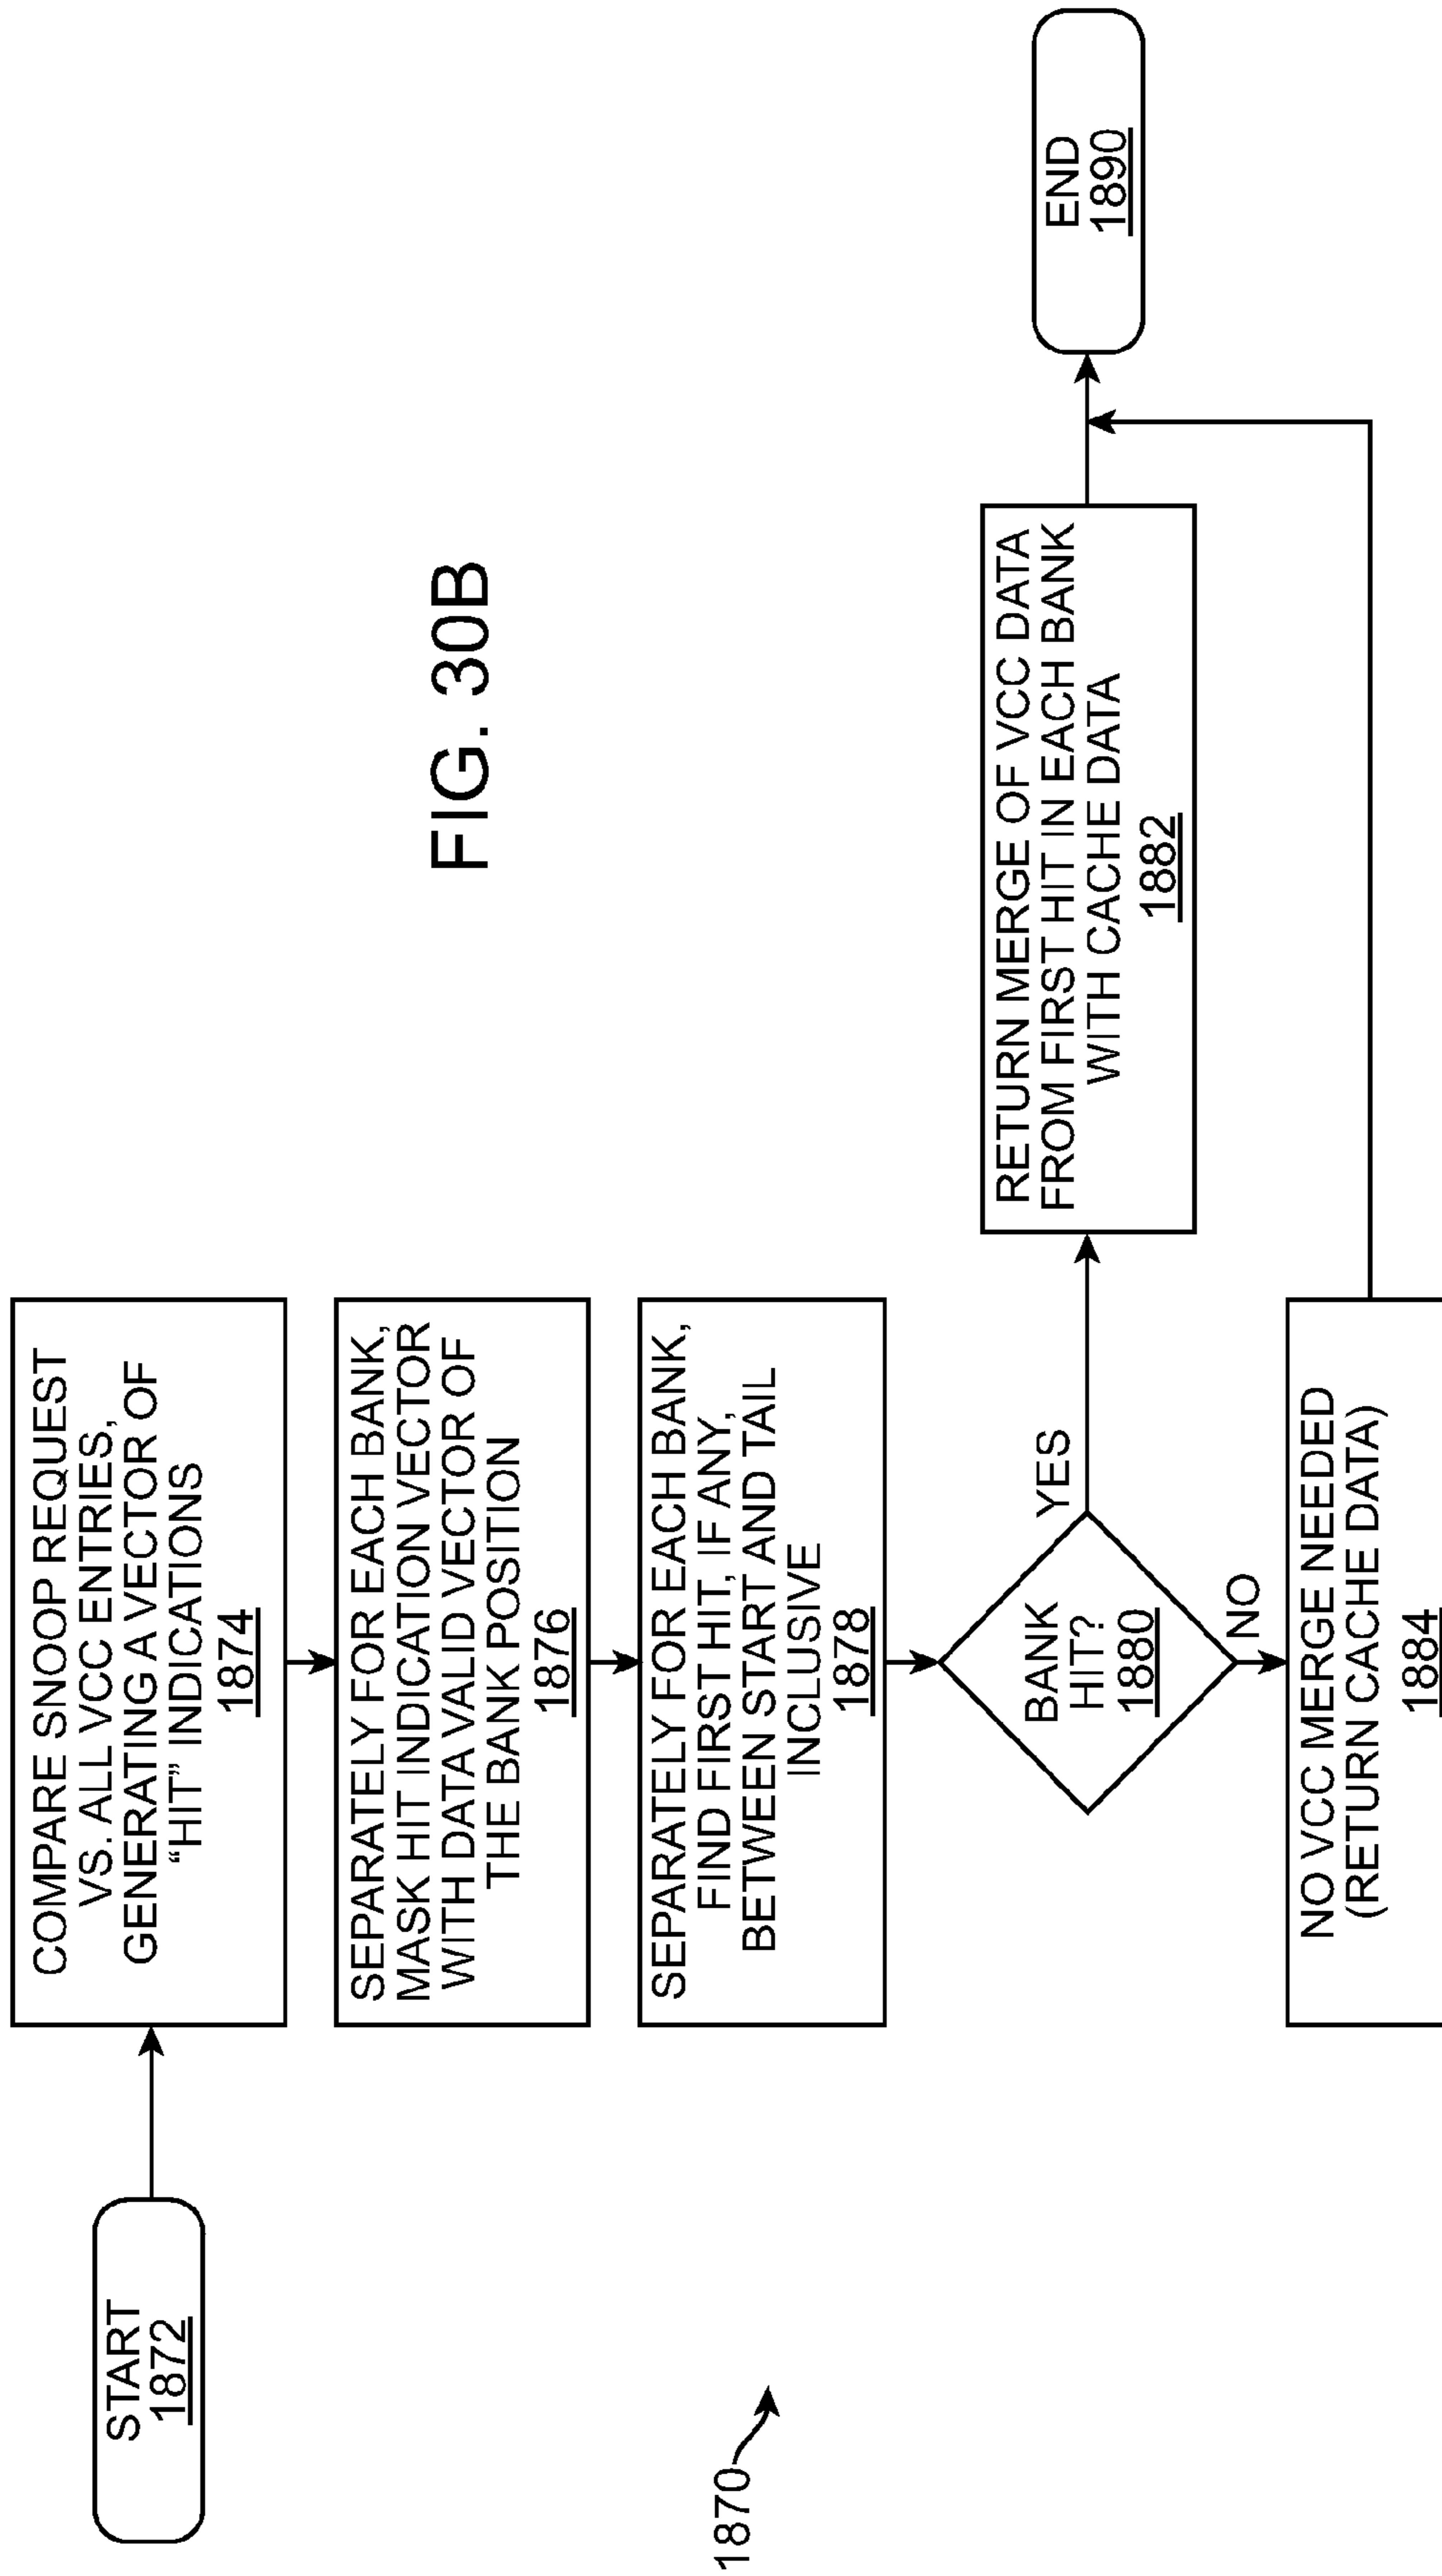 1870
START
1872
COMPARE SNOOP REQUEST
VS. ALL VCC ENTRIES,
GENERATING A VECTOR OF
“HIT” INDICATIONS
1874
SEPARATELY FOR EACH BANK,
MASK HIT INDICATION VECTOR
WITH DATA VALID VECTOR OF
THE BANK POSITION
1876
SEPARATELY FOR EACH BANK,
FIND FIRST HIT, IF ANY,
BETWEEN START AND TAIL
INCLUSIVE
1878
BANK
HIT?
1880
YES
NO
RETURN MERGE OF VCC DATA
FROM FIRST HIT IN EACH BANK
WITH CACHE DATA
1882
NO VCC MERGE NEEDED
(RETURN CACHE DATA)
1884
END
1890
FIG. 30B